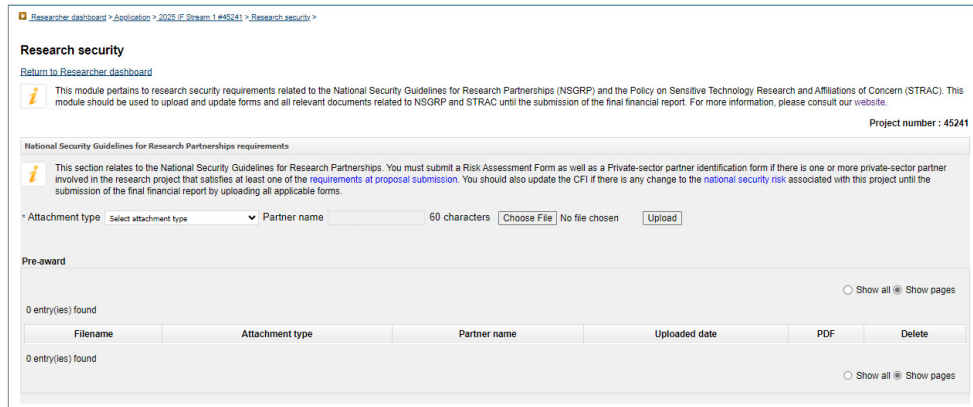 Researcher dashboard > Application > 2025 IF Stream 1 #45241 > Research security >
Research security
Return to Researcher dashboard
This module pertains to research security requirements related to the National Security Guidelines for Research Partnerships (NSGRP) and the Policy on Sensitive Technology Research and Affiliations of Concern (STRAC). This
module should be used to upload and update forms and all relevant documents related to NSGRP and STRAC until the submission of the final financial report. For more information, please consult our website.
Project number : 45241
National Security Guidelines for Research Partnerships requirements
This section relates to the National Security Guidelines for Research Partnerships. You must submit a Risk Assessment Form as well as a Private-sector partner identification form if there is one or more private-sector partner
involved in the research project that satisfies at least one of the requirements at proposal submission. You should also update the CFI if there is any change to the national security risk associated with this project until the
submission of the final financial report by uploading all applicable forms.
* Attachment type Select attachment type Partner name 60 characters Choose File No file chosen Upload
Pre-award
Show all Show pages
0 entry(ies) found
Filename Attachment type Partner name Uploaded date PDF Delete
0 entry(ies) found
Show all Show pages